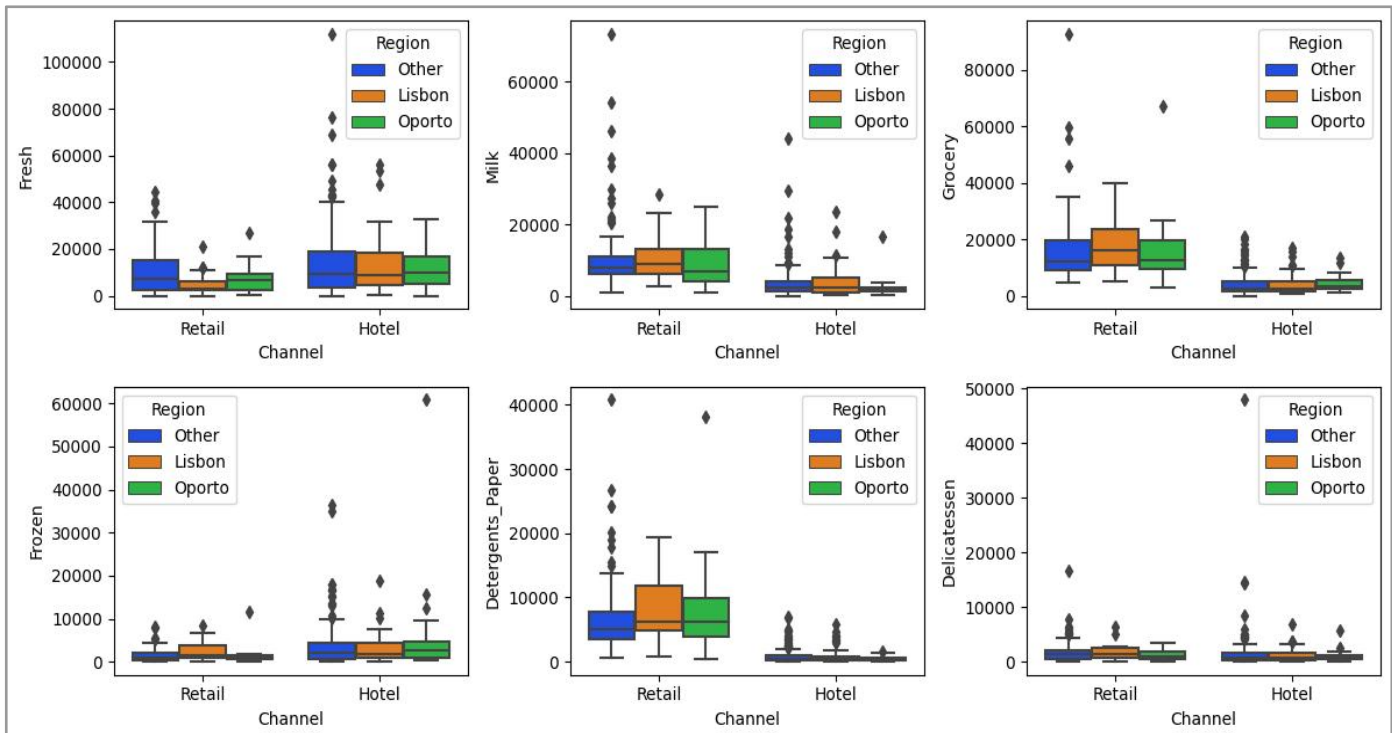 Fresh
100000
80000
60000
40000
20000
0
Region
Other
Lisbon
Oporto
Retail
Hotel
Channel
Milk
60000
40000
20000
0
Region
Other
Lisbon
Oporto
Retail
Hotel
Channel
Grocery
80000
60000
40000
20000
0
Region
Other
Lisbon
Oporto
Retail
Hotel
Channel
Frozen
60000
50000
40000
30000
20000
10000
0
Region
Other
Lisbon
Oporto
Retail
Hotel
Channel
Detergents_Paper
40000
30000
20000
10000
0
Region
Other
Lisbon
Oporto
Retail
Hotel
Channel
Delicatessen
50000
40000
30000
20000
10000
0
Region
Other
Lisbon
Oporto
Retail
Hotel
Channel